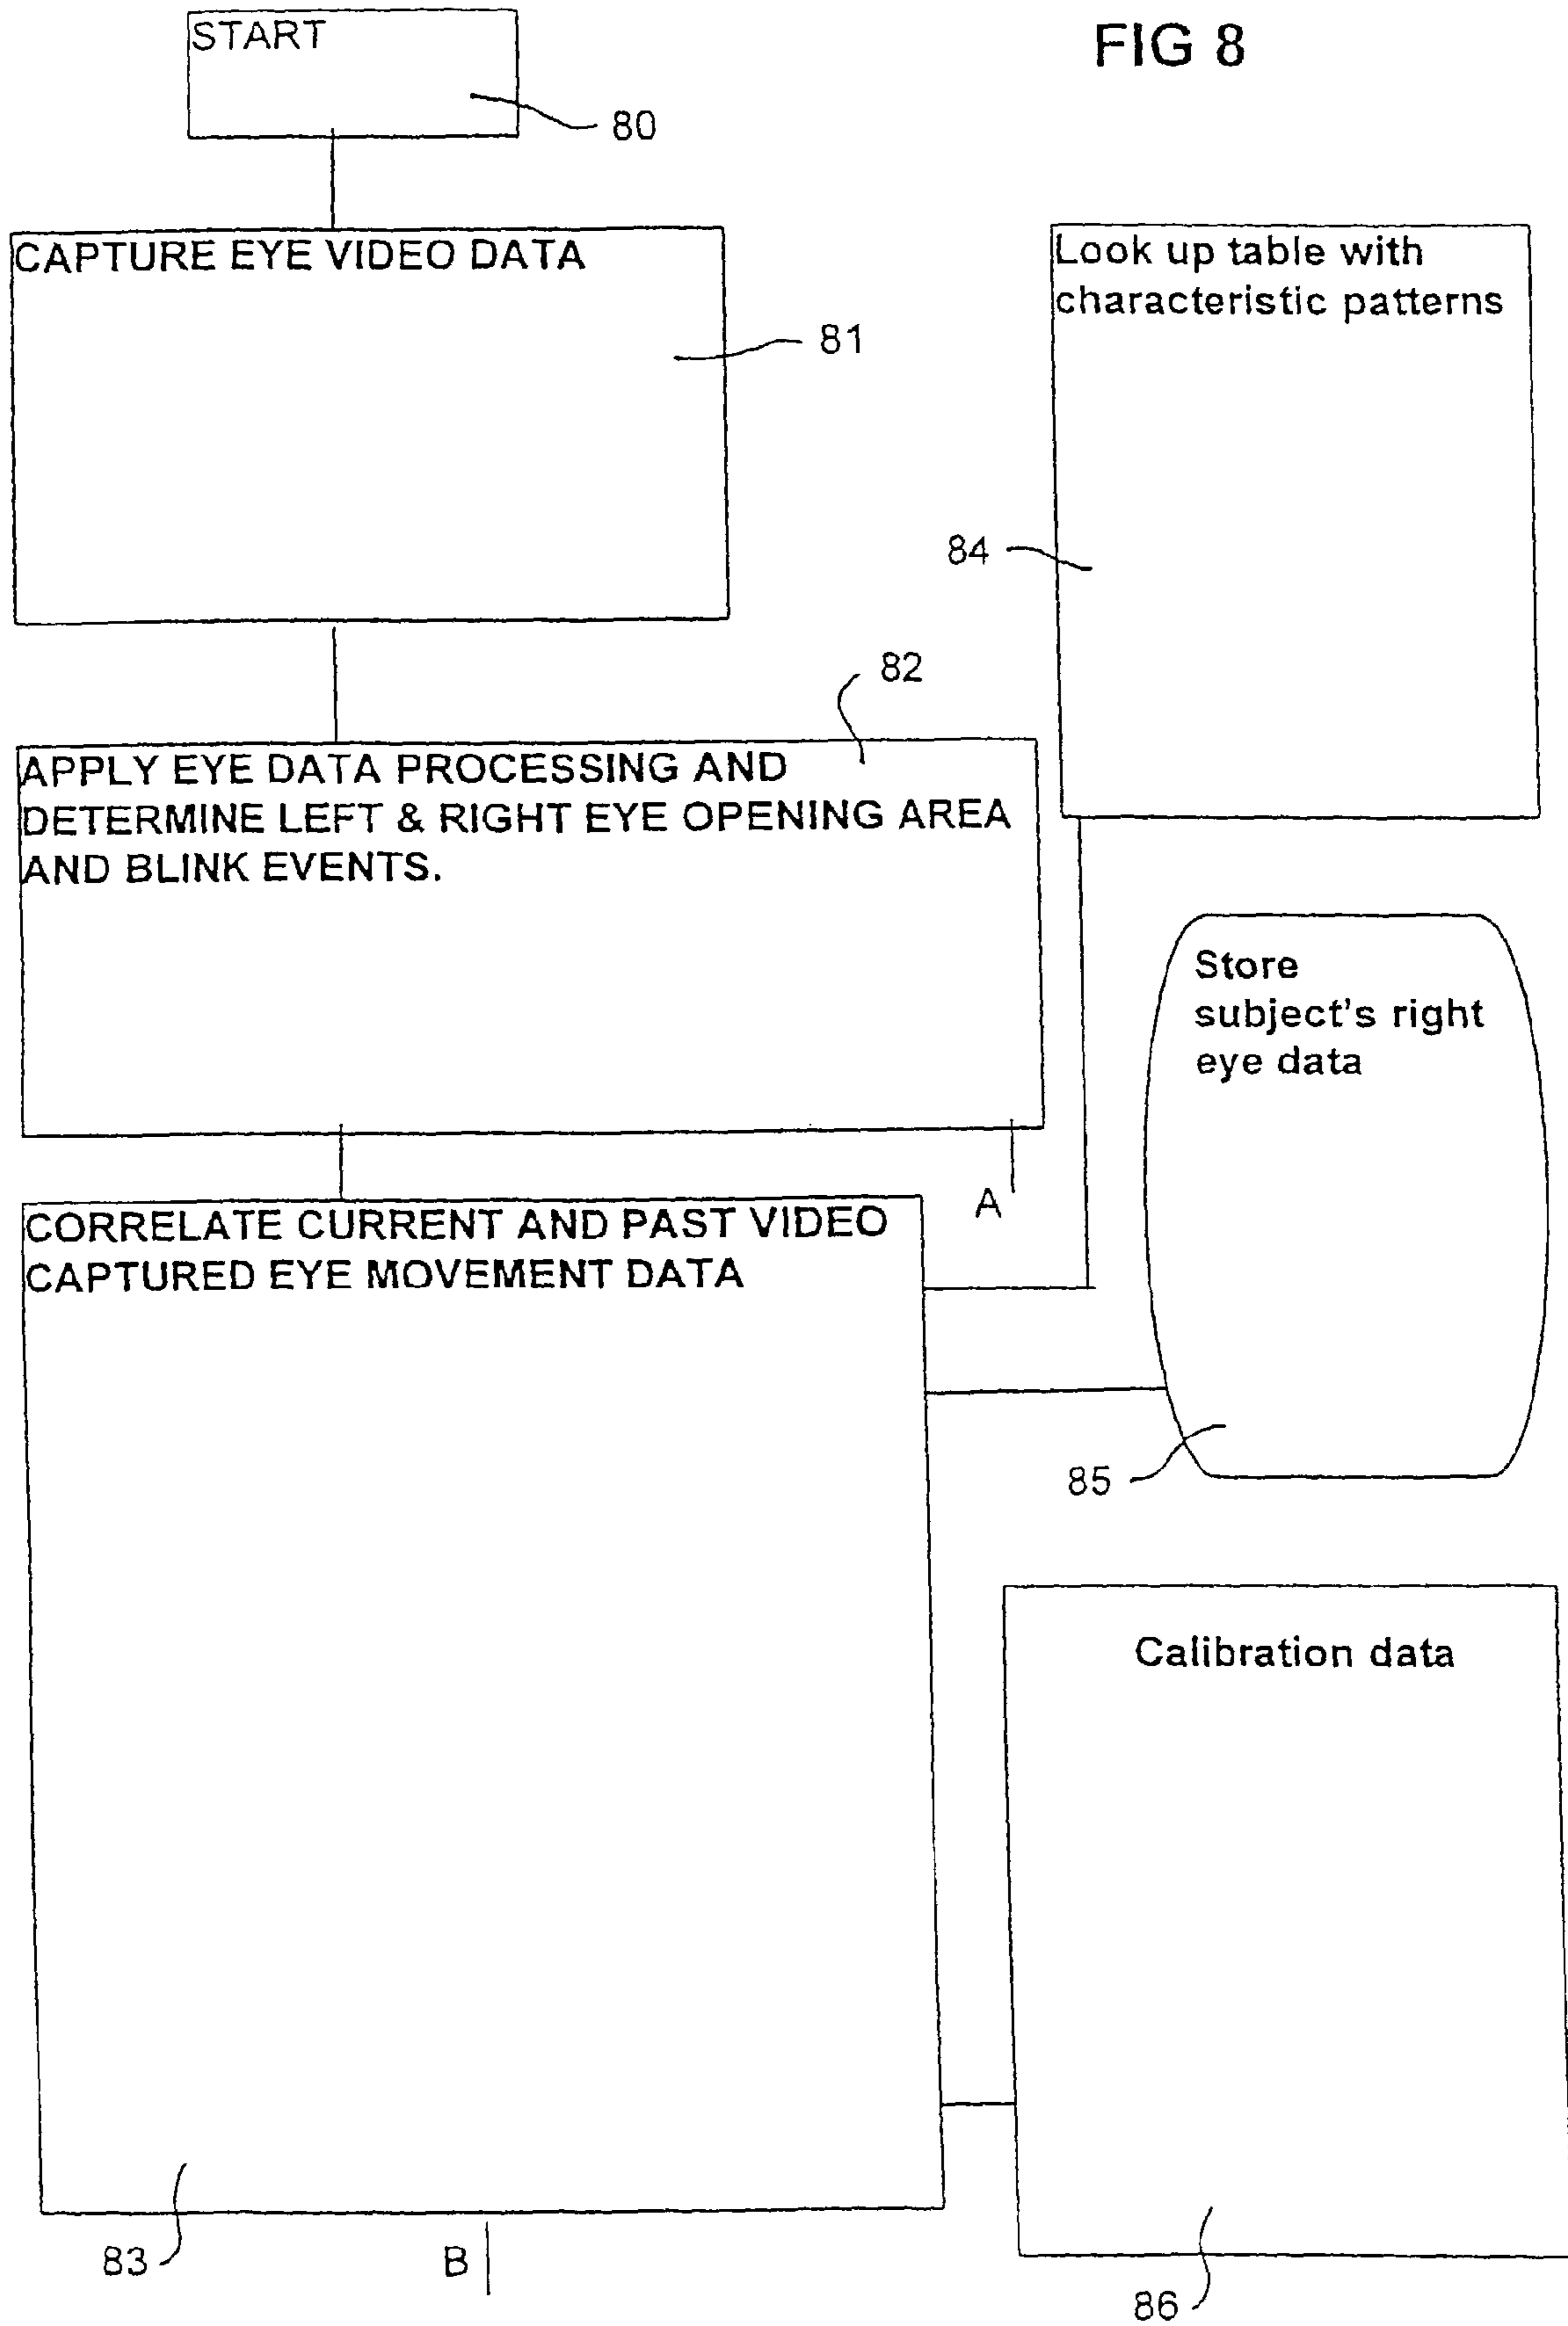 FIG 8
START
80
CAPTURE EYE VIDEO DATA
81
Look up table with
characteristic patterns
84
82
APPLY EYE DATA PROCESSING AND
DETERMINE LEFT & RIGHT EYE OPENING AREA
AND BLINK EVENTS.
A
Store
subject's right
eye data
85
CORRELATE CURRENT AND PAST VIDEO
CAPTURED EYE MOVEMENT DATA
Calibration data
83
B
86